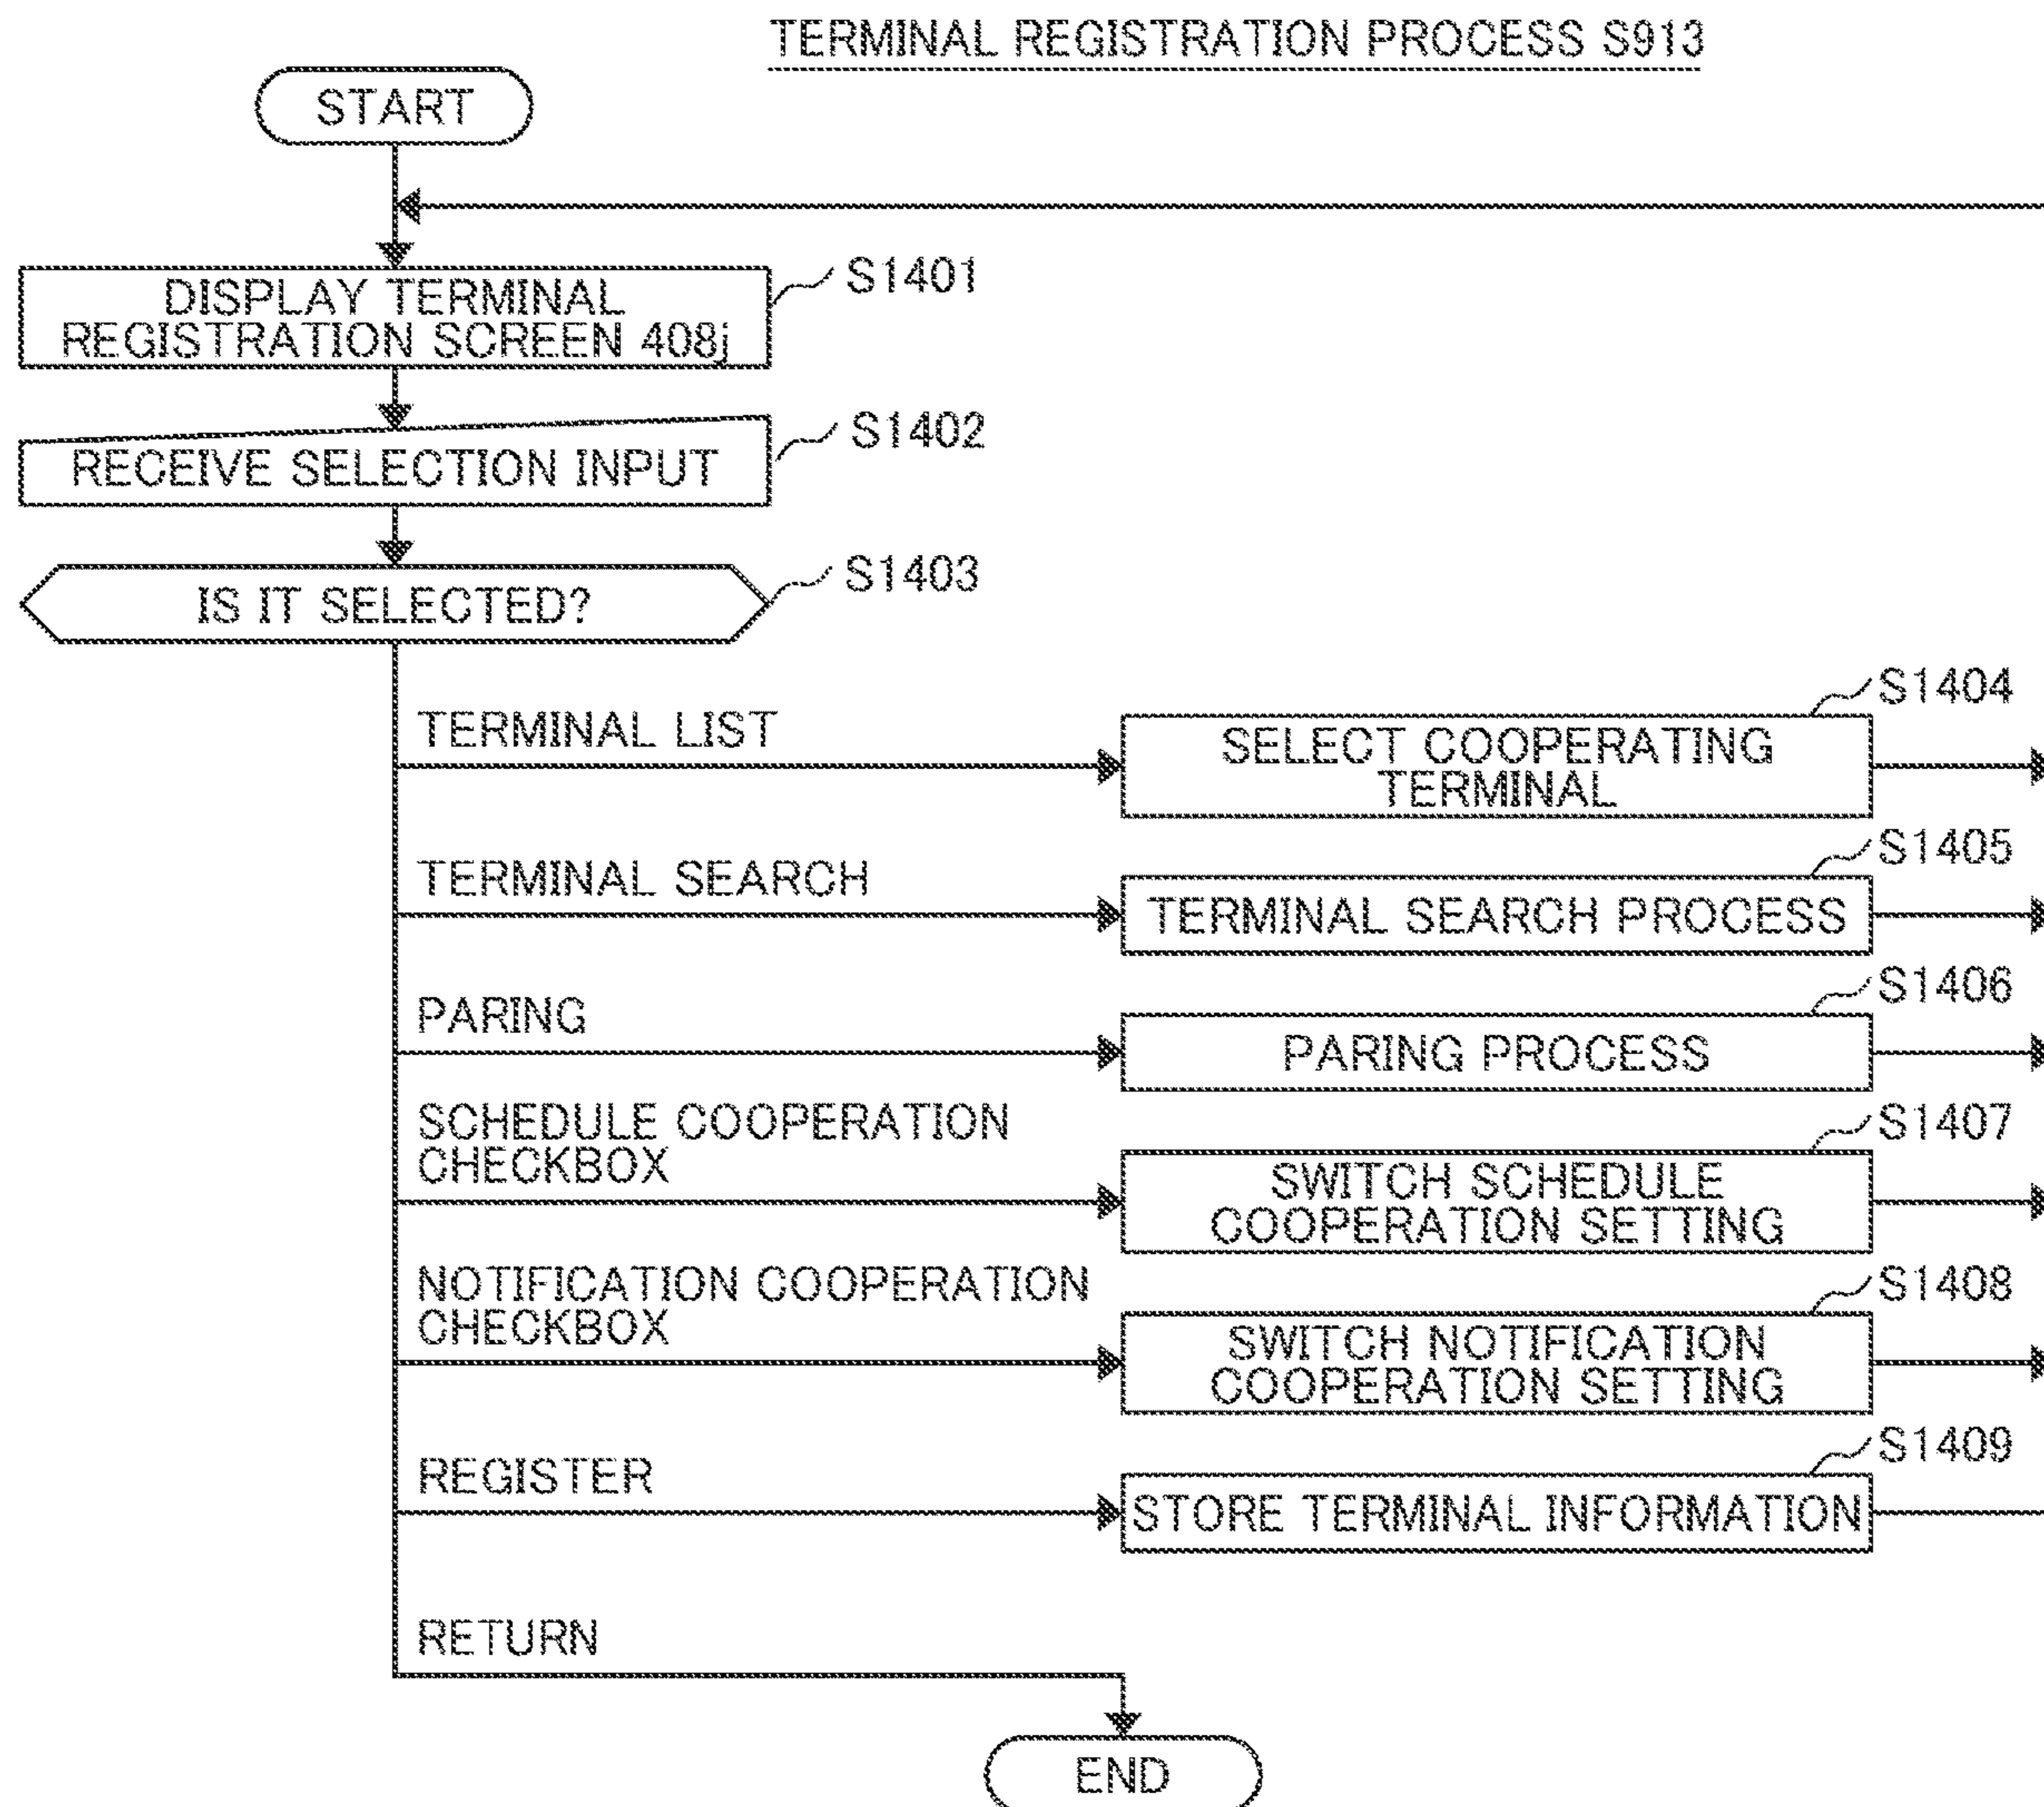 TERMINAL REGISTRATION PROCESS S913
START
DISPLAY TERMINAL
REGISTRATION SCREEN 408j
S1401
RECEIVE SELECTION INPUT
S1402
IS IT SELECTED?
S1403
TERMINAL LIST
SELECT COOPERATING
TERMINAL
S1404
TERMINAL SEARCH
TERMINAL SEARCH PROCESS
S1405
PARING
PARING PROCESS
S1406
SCHEDULE COOPERATION
CHECKBOX
SWITCH SCHEDULE
COOPERATION SETTING
S1407
NOTIFICATION COOPERATION
CHECKBOX
SWITCH NOTIFICATION
COOPERATION SETTING
S1408
REGISTER
STORE TERMINAL INFORMATION
S1409
RETURN
END